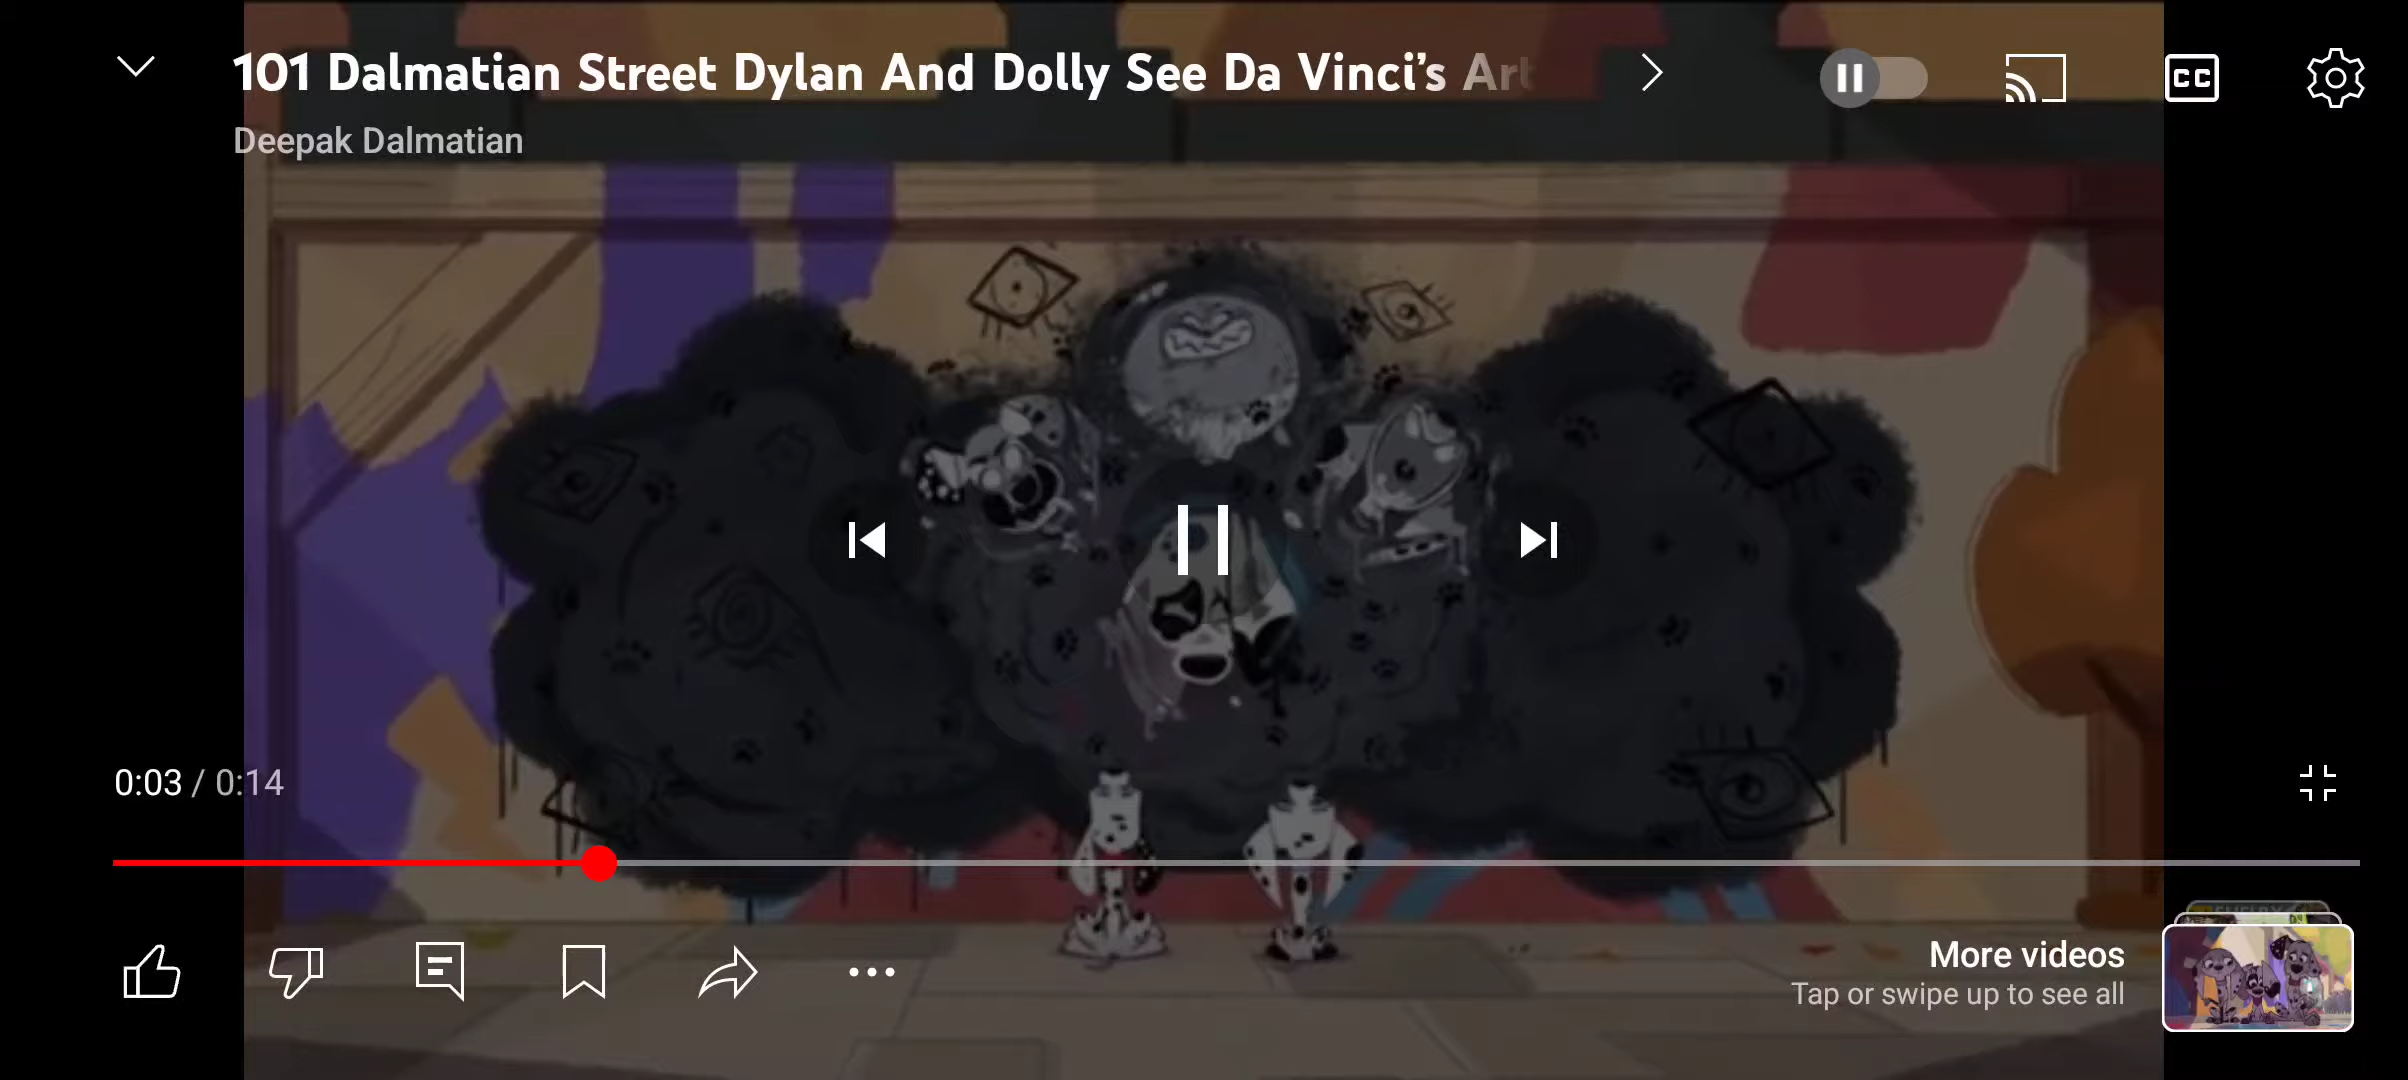 101 Dalmatian Street Dylan And Dolly See Da Vinci's Art
Deepak Dalmatian
CC
0:03 / 0:14
More videos
Tap or swipe up to see all